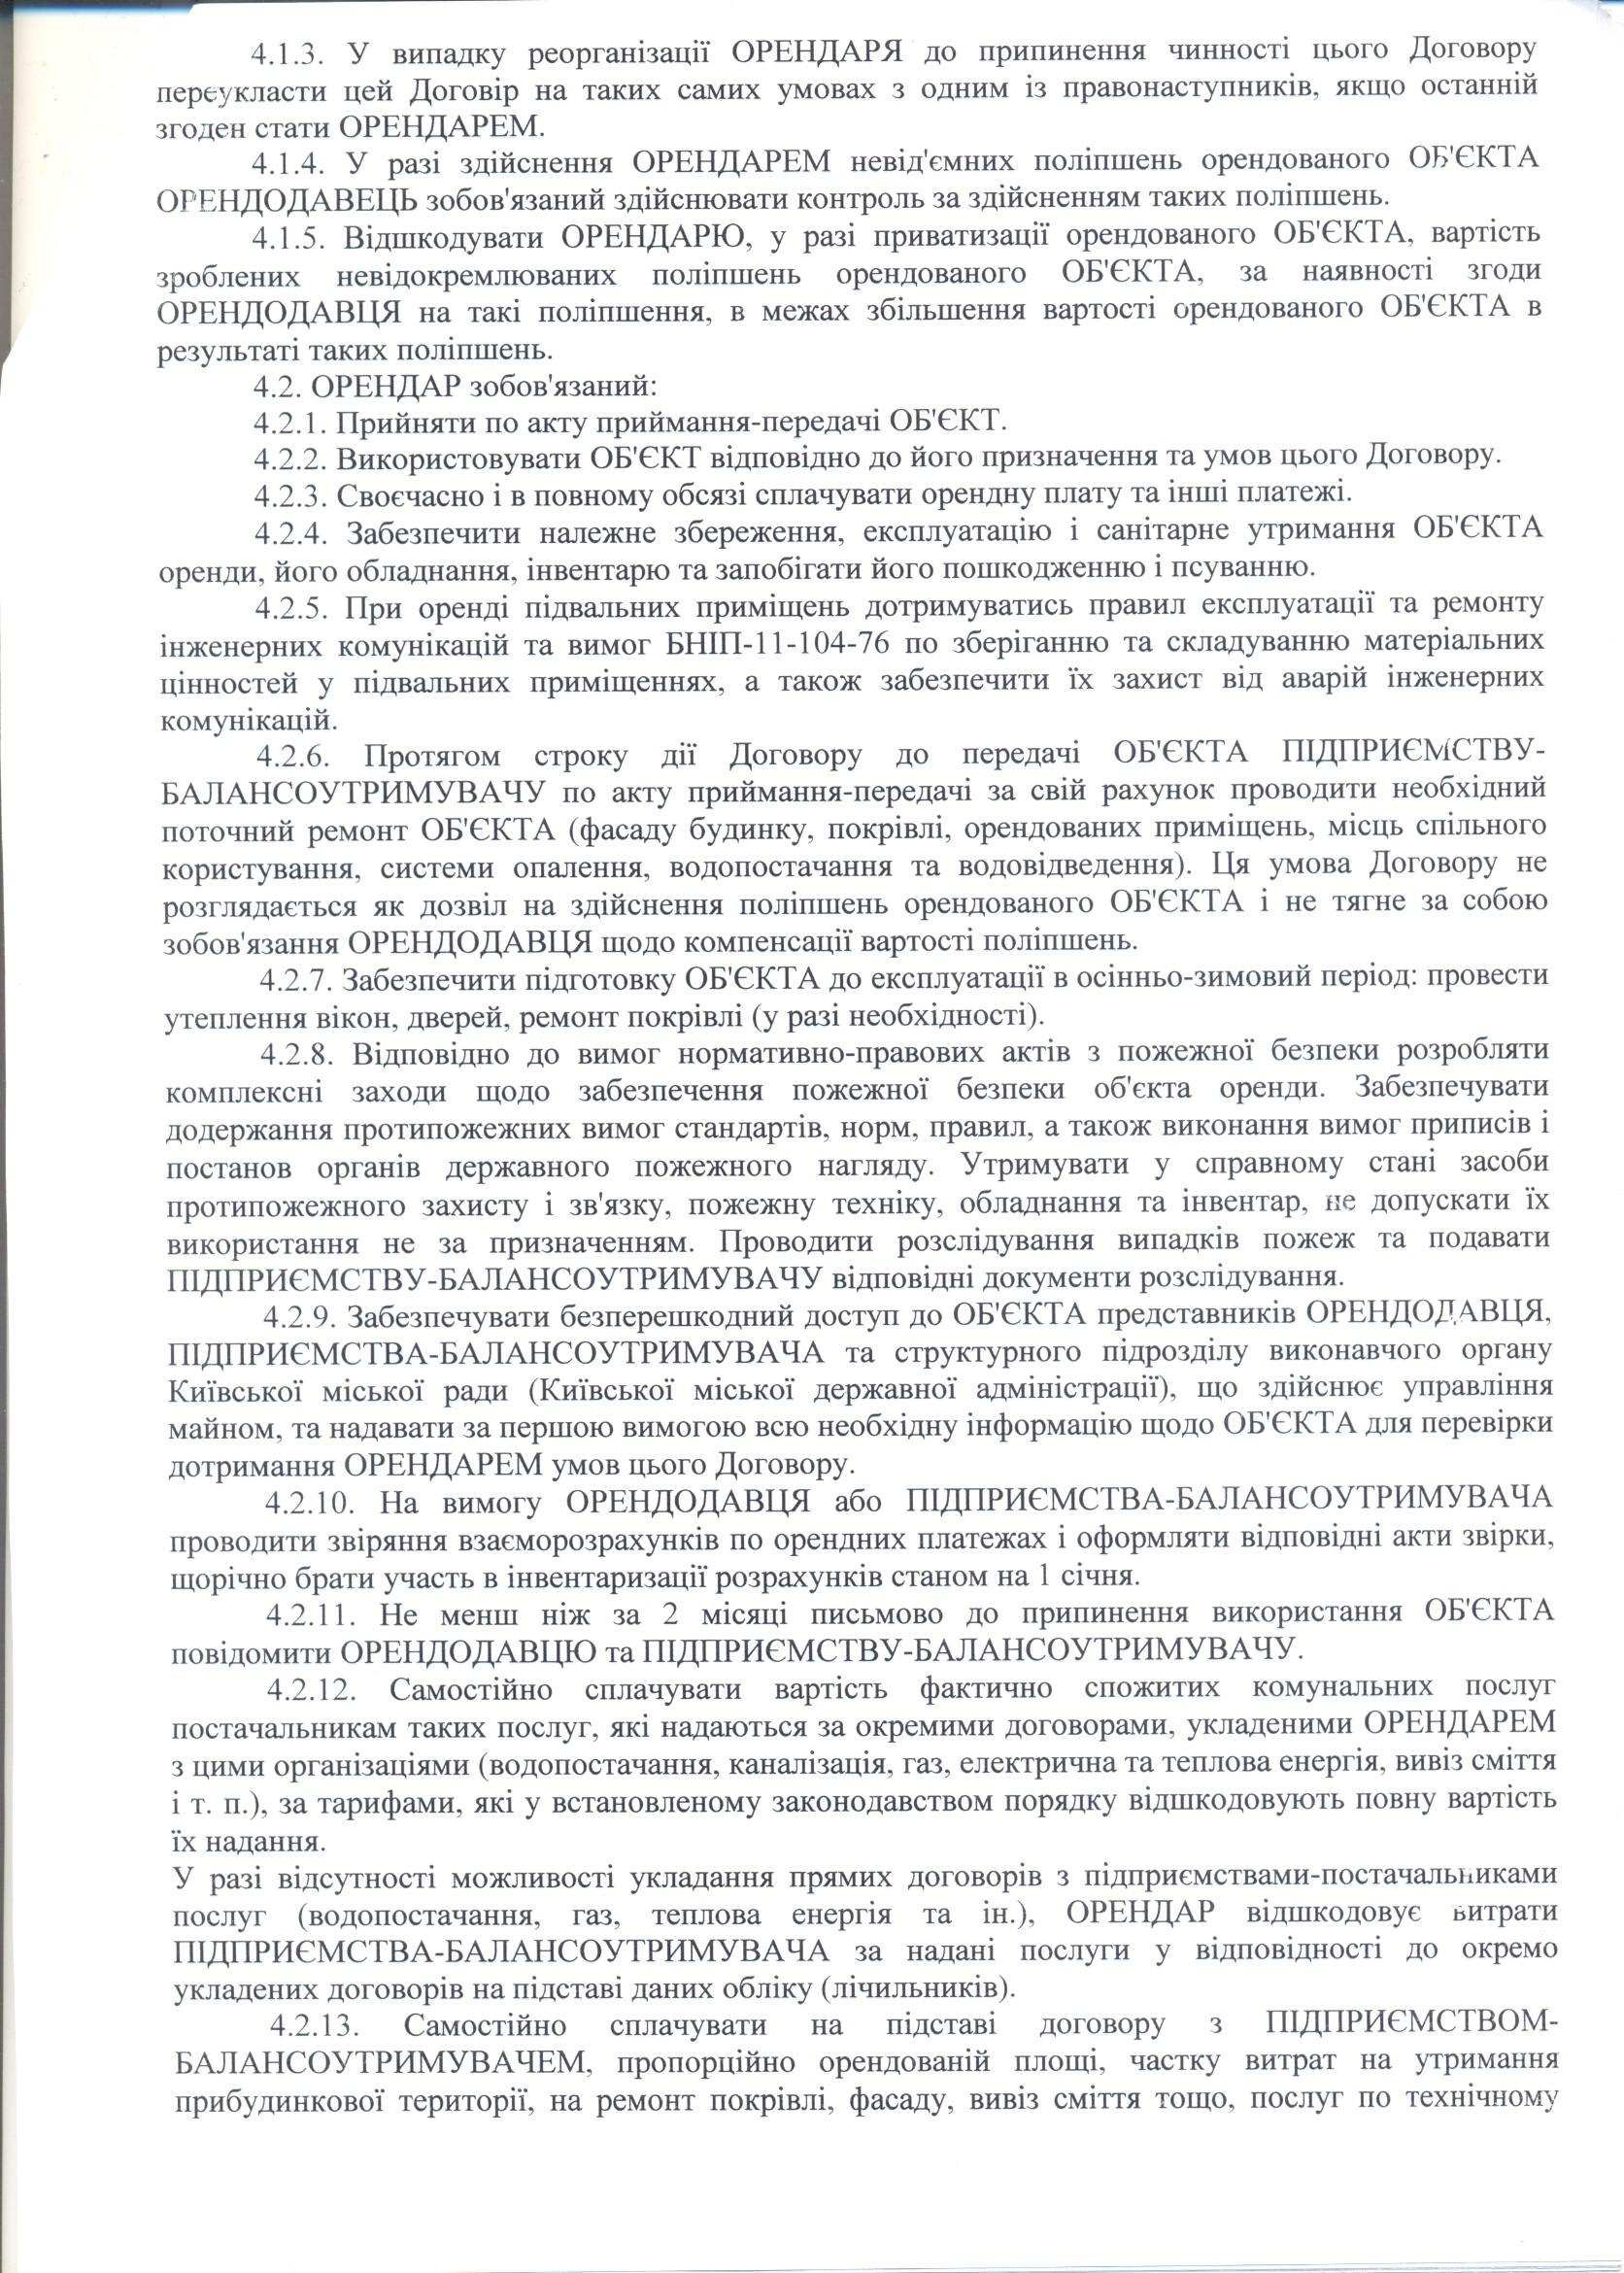 4.1.3. У випадку реорганізації ОРЕНДАРЯ до припинення чинності цього Договору
переукласти цей Договір на таких самих умовах з одним із правонаступників, якщо останній
згоден стати ОРЕНДАРЕМ.
4.1.4. У разі здійснення ОРЕНДАРЕМ невід'ємних поліпшень орендованого ОБ'ЄКТА
ОРЕНДОДАВЕЦЬ зобов'язаний здійснювати контроль за здійсненням таких поліпшень.
4.1.5. Відшкодувати ОРЕНДАРЮ, у разі приватизації орендованого ОБ'ЄКТА, вартість
зроблених невідокремлюваних поліпшень орендованого ОБ'ЄКТА, за наявності згоди
ОРЕНДОДАВЦЯ на такі поліпшення, в межах збільшення вартості орендованого ОБ'ЄКТА в
результаті таких поліпшень.
4.2. ОРЕНДАР зобов'язаний:
4.2.1. Прийняти по акту приймання-передачі ОБ'ЄКТ.
4.2.2. Використовувати ОБ'ЄКТ відповідно до його призначення та умов цього Договору.
4.2.3. Своєчасно і в повному обсязі сплачувати орендну плату та інші платежі.
4.2.4. Забезпечити належне збереження, експлуатацію і санітарне утримання ОБ'ЄКТА
оренди, його обладнання, інвентарю та запобігати його пошкодженню і псуванню.
4.2.5. При оренді підвальних приміщень дотримуватись правил експлуатації та ремонту
інженерних комунікацій та вимог БНІП-11-104-76 по зберіганню та складуванню матеріальних
цінностей у підвальних приміщеннях, а також забезпечити їх захист від аварій інженерних
комунікацій.
4.2.6. Протягом строку дії Договору до передачі ОБ'ЄКТА ПІДПРИЄМСТВУ-
БАЛАНСОУТРИМУВАЧУ по акту приймання-передачі за свій рахунок проводити необхідний
поточний ремонт ОБ'ЄКТА (фасаду будинку, покрівлі, орендованих приміщень, місць спільного
користування, системи опалення, водопостачання та водовідведення). Ця умова Договору не
розглядається як дозвіл на здійснення поліпшень орендованого ОБ'ЄКТА і не тягне за собою
зобов'язання ОРЕНДОДАВЦЯ щодо компенсації вартості поліпшень.
4.2.7. Забезпечити підготовку ОБ'ЄКТА до експлуатації в осінньо-зимовий період: провести
утеплення вікон, дверей, ремонт покрівлі (у разі необхідності).
4.2.8. Відповідно до вимог нормативно-правових актів з пожежної безпеки розробляти
комплексні заходи щодо забезпечення пожежної безпеки об'єкта оренди. Забезпечувати
додержання протипожежних вимог стандартів, норм, правил, а також виконання вимог приписів і
постанов органів державного пожежного нагляду. Утримувати у справному стані засоби
протипожежного захисту і зв'язку, пожежну техніку, обладнання та інвентар, не допускати їх
використання не за призначенням. Проводити розслідування випадків пожеж та подавати
ПІДПРИЄМСТВУ-БАЛАНСОУТРИМУВАЧУ відповідні документи розслідування.
4.2.9. Забезпечувати безперешкодний доступ до ОБ'ЄКТА представників ОРЕНДОДАВЦЯ,
ПІДПРИЄМСТВА-БАЛАНСОУТРИМУВАЧА та структурного підрозділу виконавчого органу
Київської міської ради (Київської міської державної адміністрації), що здійснює управління
майном, та надавати за першою вимогою всю необхідну інформацію щодо ОБ'ЄКТА для перевірки
дотримання ОРЕНДАРЕМ умов цього Договору.
4.2.10. На вимогу ОРЕНДОДАВЦЯ або ПІДПРИЄМСТВА-БАЛАНСОУТРИМУВАЧА
проводити звіряння взаєморозрахунків по орендних платежах і оформляти відповідні акти звірки,
щорічно брати участь в інвентаризації розрахунків станом на 1 січня.
4.2.11. Не менш ніж за 2 місяці письмово до припинення використання ОБ'ЄКТА
повідомити ОРЕНДОДАВЦЮ та ПІДПРИЄМСТВУ-БАЛАНСОУТРИМУВАЧУ.
4.2.12. Самостійно сплачувати вартість фактично спожитих комунальних послуг
постачальникам таких послуг, які надаються за окремими договорами, укладеними ОРЕНДАРЕМ
з цими організаціями (водопостачання, каналізація, газ, електрична та теплова енергія, вивіз сміття
і т. п.), за тарифами, які у встановленому законодавством порядку відшкодовують повну вартість
їх надання.
У разі відсутності можливості укладання прямих договорів з підприємствами-постачальниками
послуг (водопостачання, газ, теплова енергія та ін.), ОРЕНДАР відшкодовує витрати
ПІДПРИЄМСТВА-БАЛАНСОУТРИМУВАЧА за надані послуги у відповідності до окремо
укладених договорів на підставі даних обліку (лічильників).
4.2.13. Самостійно сплачувати на підставі договору з ПІДПРИЄМСТВОМ-
БАЛАНСОУТРИМУВАЧЕМ, пропорційно орендованій площі, частку витрат на утримання
прибудинкової території, на ремонт покрівлі, фасаду, вивіз сміття тощо, послуг по технічному